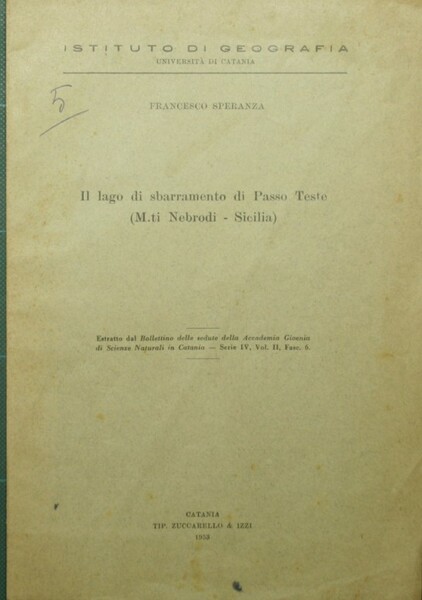 ISTITUTO DI GEOGRAFIA
UNIVERSITÀ DI CATANIA
5
FRANCESCO SPERANZA
Il lago di sbarramento di Passo Teste
(M.ti Nebrodi - Sicilia)
Estratto dal Bollettino delle sedute della Accademia Gioenia
di Scienze Naturali in Catania — Serie IV, Vol. II, Fasc. 6.
CATANIA
TIP. ZUCCARELLO & IZZI
1953